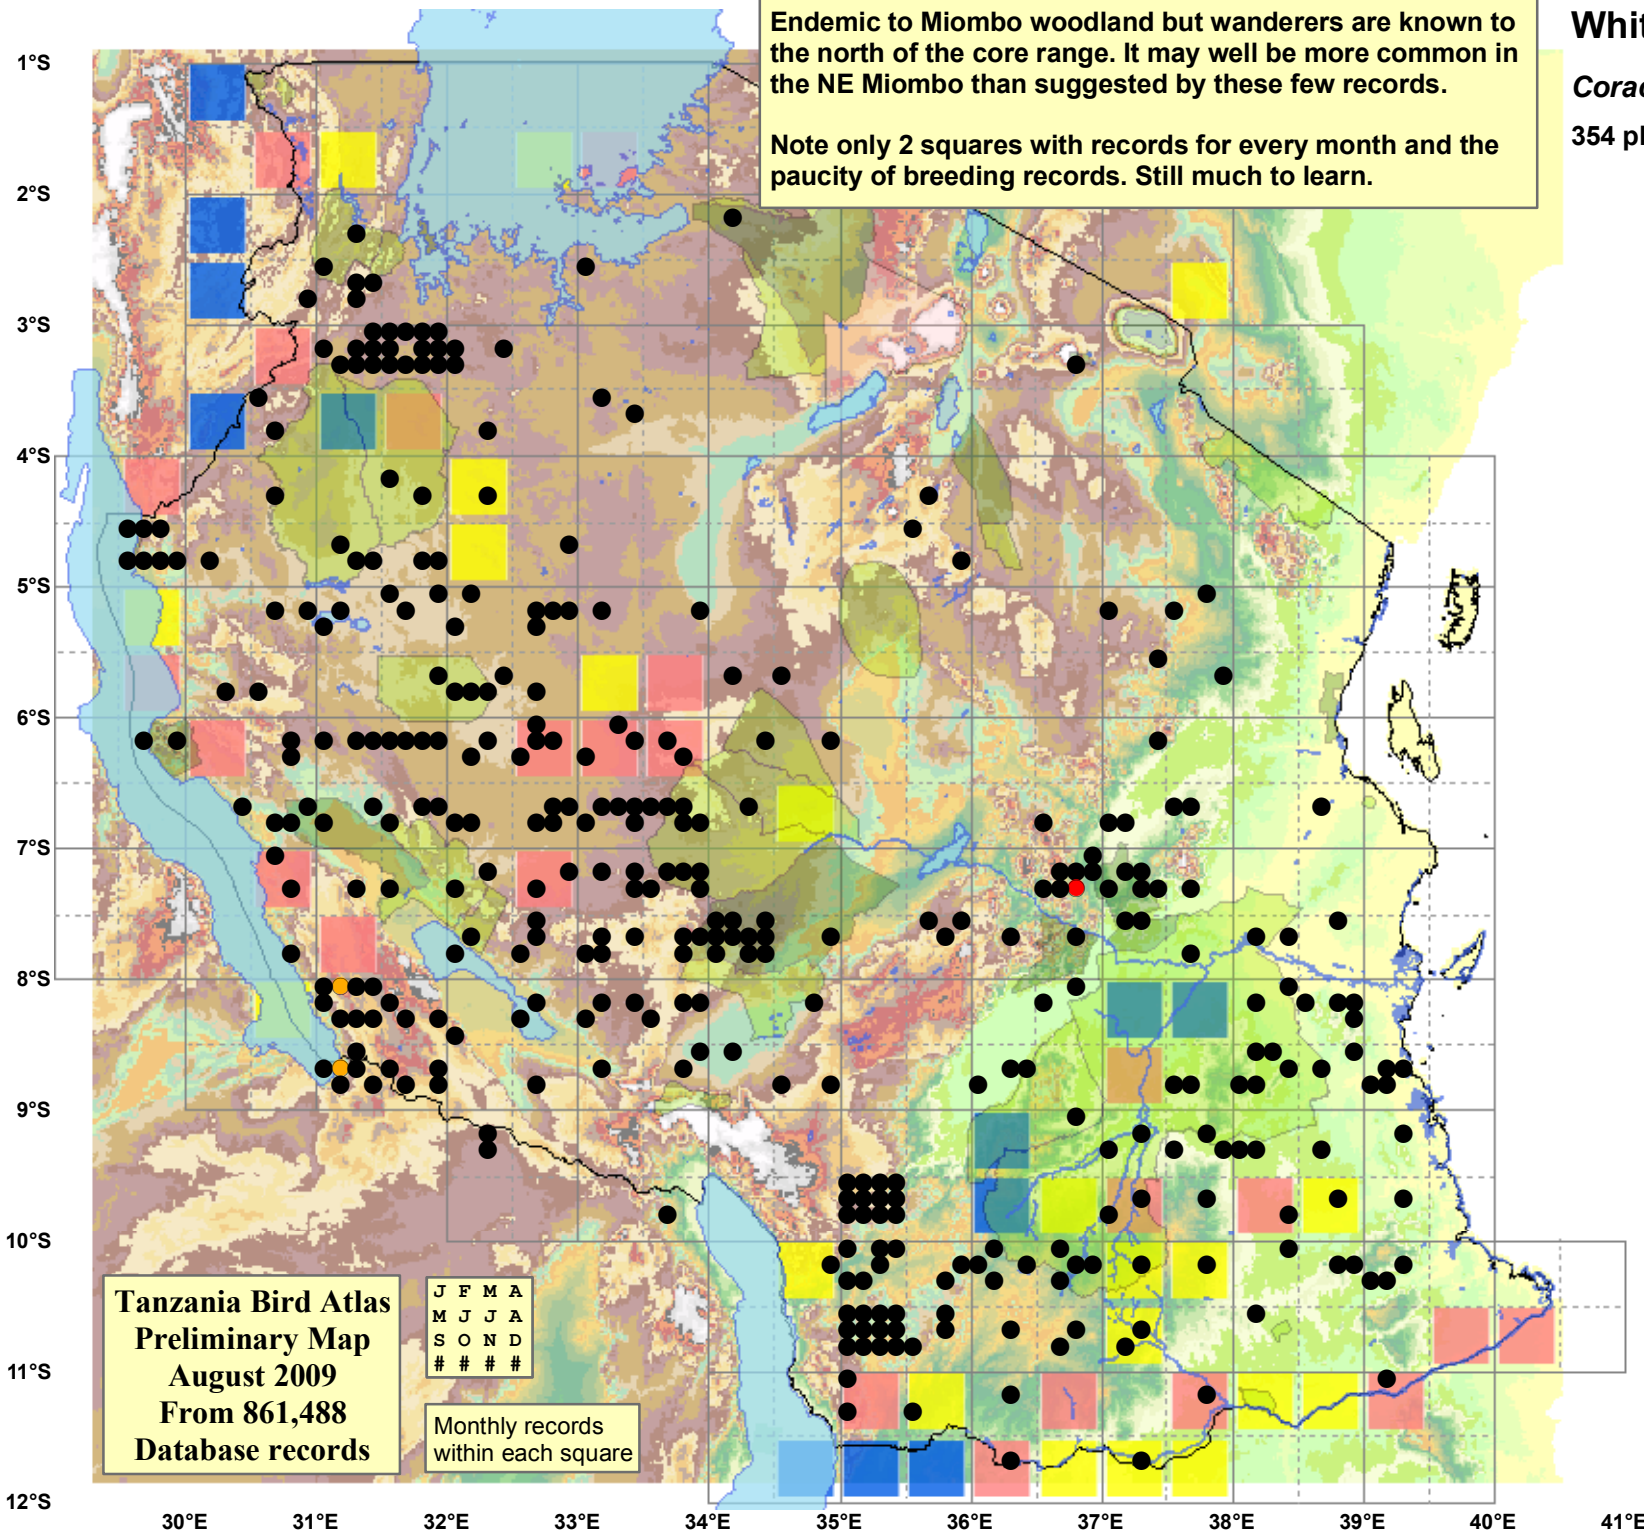 Endemic to Miombo woodland but wanderers are known to
the north of the core range. It may well be more common in
the NE Miombo than suggested by these few records.
Note only 2 squares with records for every month and the
paucity of breeding records. Still much to learn.
Whit
Corac
354 pl
1°S
2°S
3°S
4°S
5°S
6°S
7°S
8°S
9°S
10°S
11°S
12°S
Tanzania Bird Atlas
Preliminary Map
August 2009
From 861,488
Database records
J F M A
M J J A
S O N D
# # # #
Monthly records
within each square
30°E 31°E 32°E 33°E 34°E 35°E 36°E 37°E 38°E 39°E 40°E 41°E